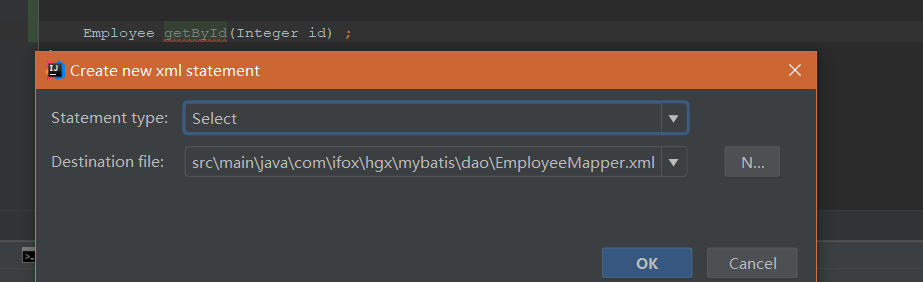 Employee getById(Integer id) ;
Create new xml statement
Statement type: Select
Destination file: src\main\java\com\ifox\hgx\mybatis\dao\EmployeeMapper.xml N...
OK Cancel